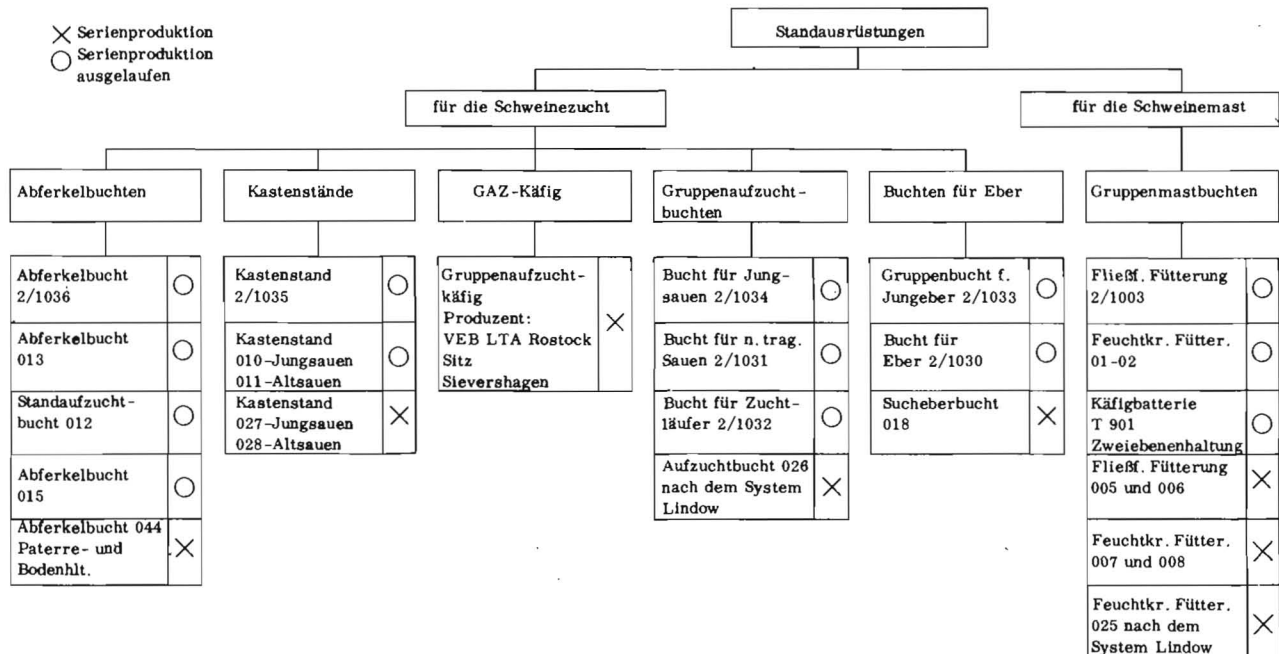 Serienproduktion
Serienproduktion
ausgelaufen
Standausrüstungen
für die Schweinezucht
für die Schweinemast
Abferkelbuchten
Kastenstände
GAZ-Käfig
Gruppenaufzucht-
buchten
Buchten für Eber
Gruppenmastbuchten
Abferkelbucht
2/1036
Abferkelbucht
013
Standaufzucht-
bucht 012
Abferkelbucht
015
Abferkelbucht 044
Paterre- und
Bodenhlt.
Kastenstand
2/1035
Kastenstand
010-Jungsauen
011-Altsauen
Kastenstand
027-Jungsauen
028-Altsauen
Gruppenaufzucht-
käfig
Produzent:
VEB LTA Rostock
Sitz
Sievershagen
Bucht für Jung-
sauen 2/1034
Bucht für n. trag.
Sauen 2/1031
Bucht für Zucht-
läufer 2/1032
Aufzuchtbucht 026
nach dem System
Lindow
Gruppenbucht f.
Jungeber 2/1033
Bucht für
Eber 2/1030
Sucheberbucht
018
Fließf. Fütterung
2/1003
Feuchtkr. Fütter.
01-02
Käfigbatterie
T 901
Zweiebenenhaltung
Fließf. Fütterung
005 und 006
Feuchtkr. Fütter.
007 und 008
Feuchtkr. Fütter.
025 nach dem
System Lindow